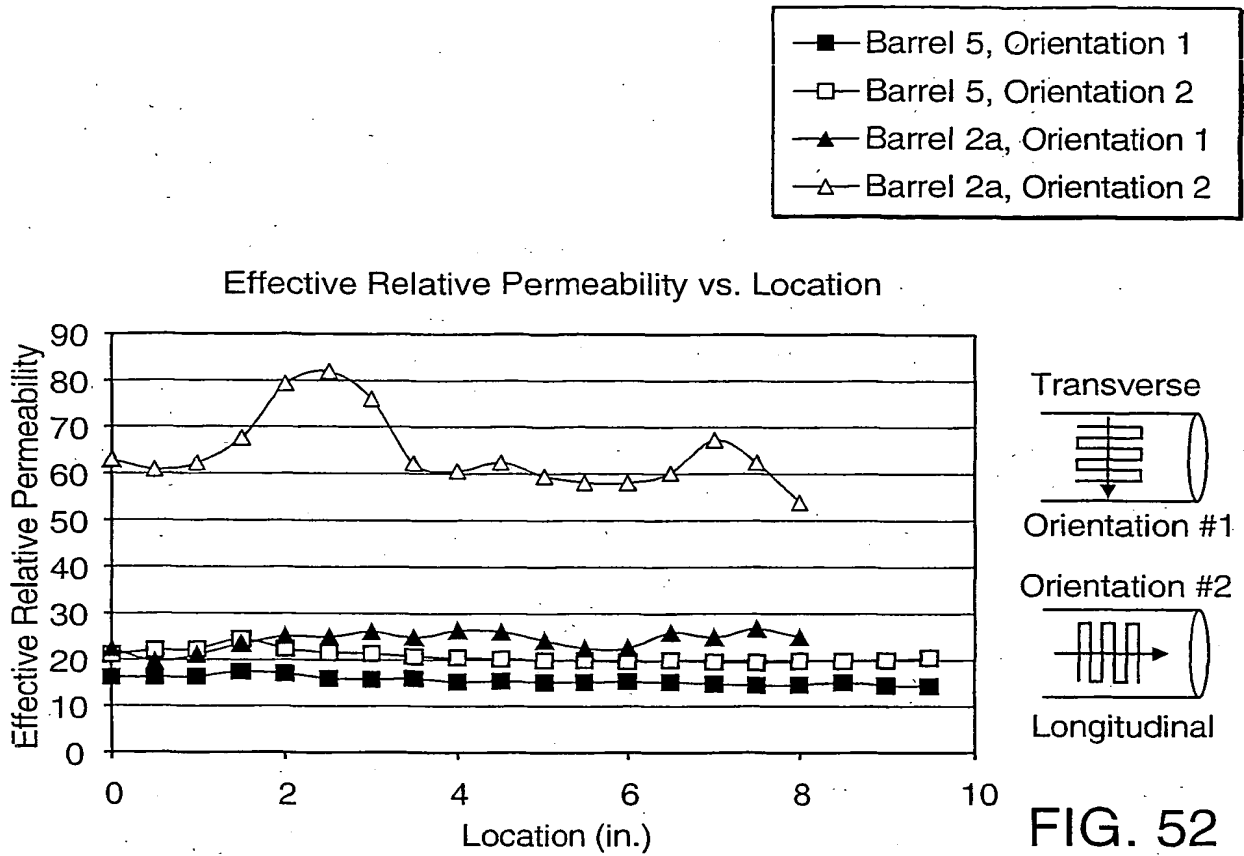 Barrel 5, Orientation 1
Barrel 5, Orientation 2
Barrel 2a, Orientation 1
Barrel 2a, Orientation 2
Effective Relative Permeability vs. Location
Effective Relative Permeability
90
80
70
60
50
40
30
20
10
0
0 2 4 6 8 10
Location (in.)
Transverse
Orientation #1
Orientation #2
Longitudinal
FIG. 52